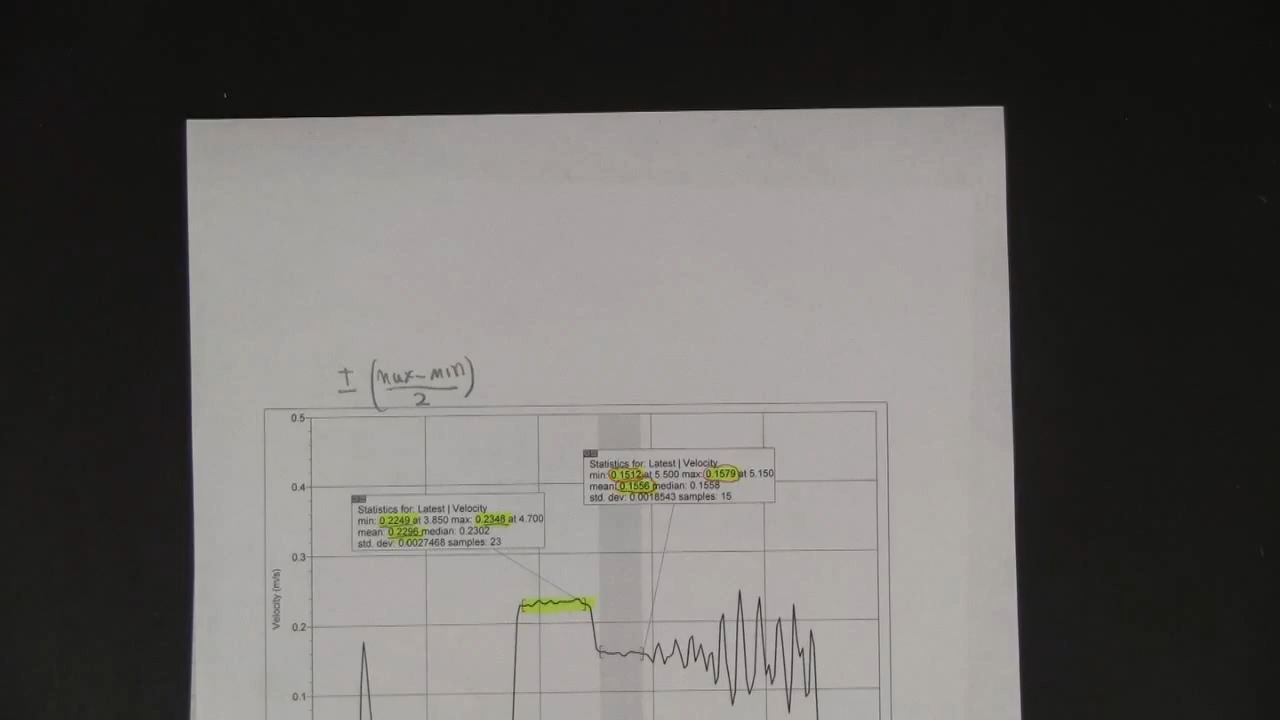 ± (max-min)
2
0.5
Statistics for: Latest | Velocity
min: 0.1512 at 5.500 max: 0.1579 at 5.150
mean: 0.1556 median: 0.1558
std. dev: 0.0018543 samples: 15
0.4
Statistics for: Latest | Velocity
min: 0.2249 at 3.850 max: 0.2348 at 4.700
mean: 0.2296 median: 0.2302
std. dev: 0.0027468 samples: 23
0.3
Velocity (m/s)
0.2
0.1